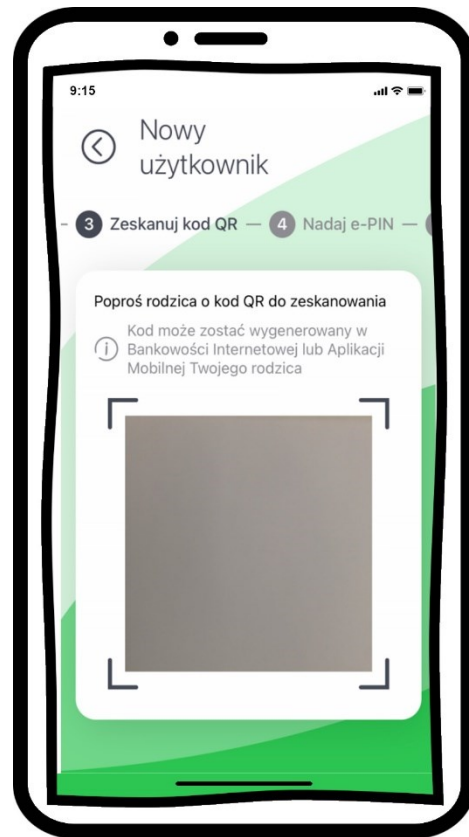 9:15
Nowy
użytkownik
3 Zeskanuj kod QR — 4 Nadaj e-PIN —
Poproś rodzica o kod QR do zeskanowania
Kod może zostać wygenerowany w
Bankowości Internetowej lub Aplikacji
Mobilnej Twojego rodzica